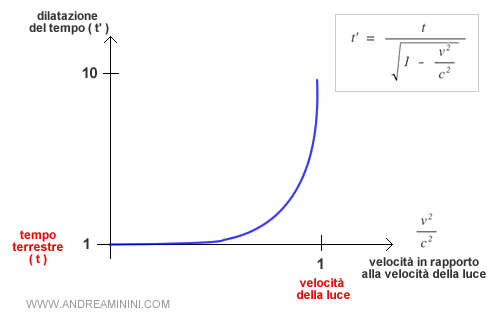 dilatazione
del tempo ( t' )
t' = t / √ 1 - v² / c²
10
1
tempo
terrestre
( t )
1
velocità
della luce
v²
c²
velocità in rapporto
alla velocità della luce
WWW.ANDREAMININI.COM